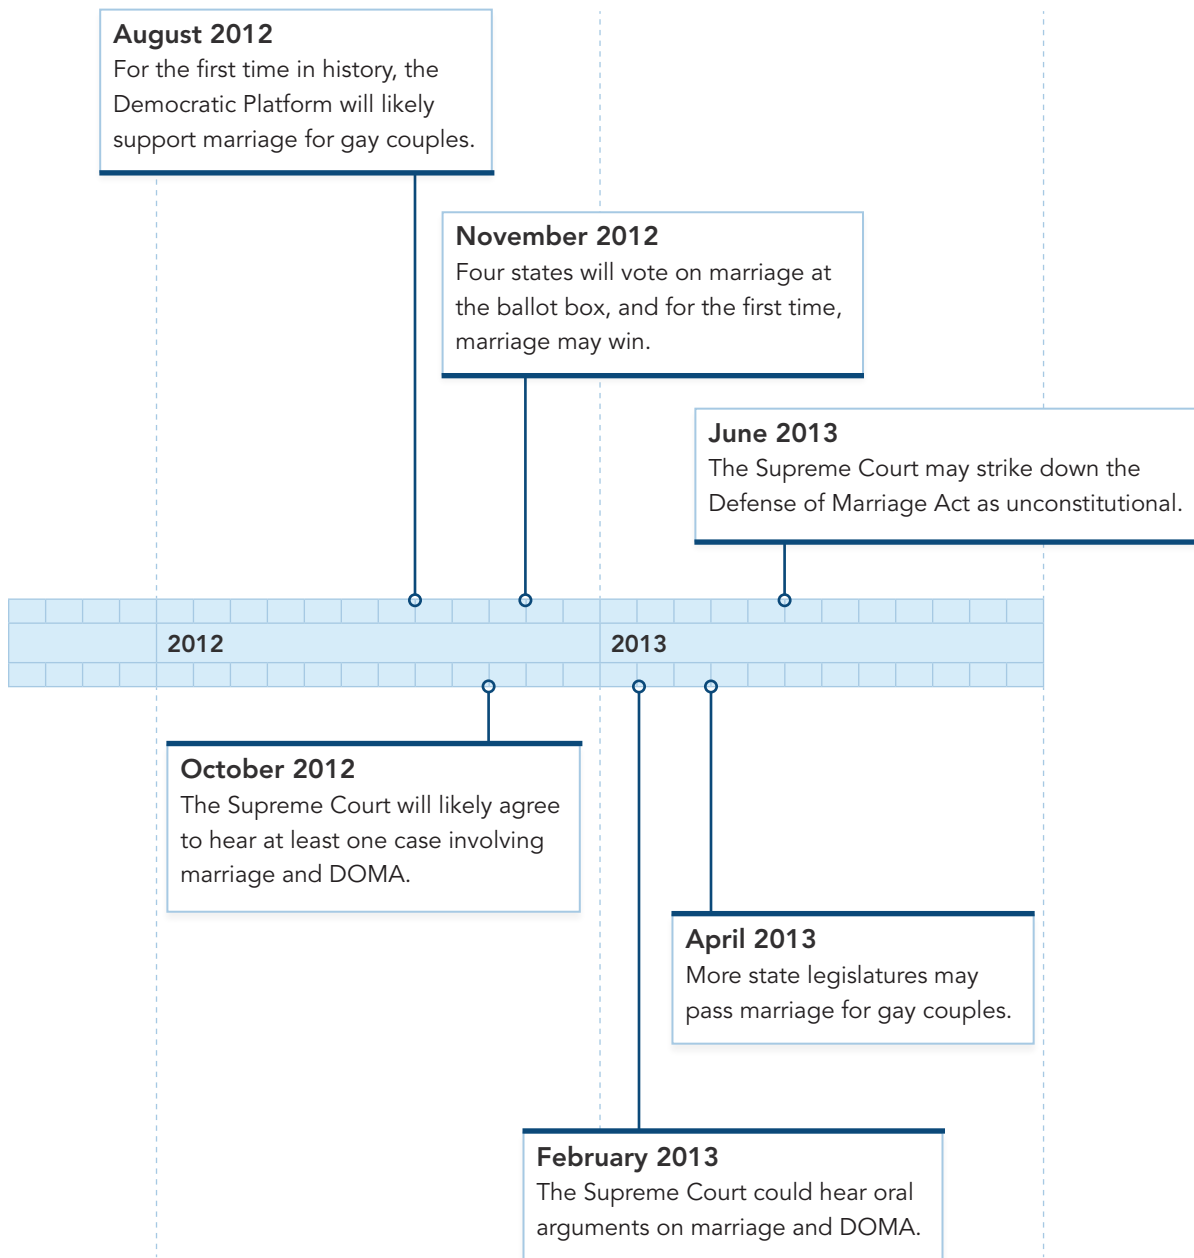 August 2012
For the first time in history, the
Democratic Platform will likely
support marriage for gay couples.
November 2012
Four states will vote on marriage at
the ballot box, and for the first time,
marriage may win.
June 2013
The Supreme Court may strike down the
Defense of Marriage Act as unconstitutional.
2012
2013
October 2012
The Supreme Court will likely agree
to hear at least one case involving
marriage and DOMA.
April 2013
More state legislatures may
pass marriage for gay couples.
February 2013
The Supreme Court could hear oral
arguments on marriage and DOMA.